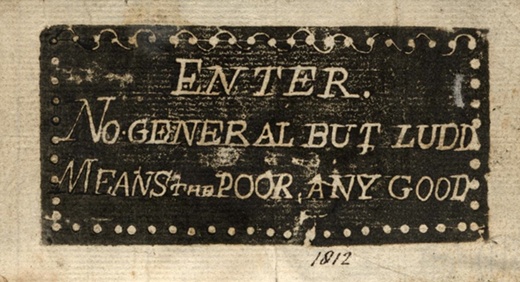 ENTER.
NO GENERAL BUT LUDD
MEANS THE POOR ANY GOOD
1812